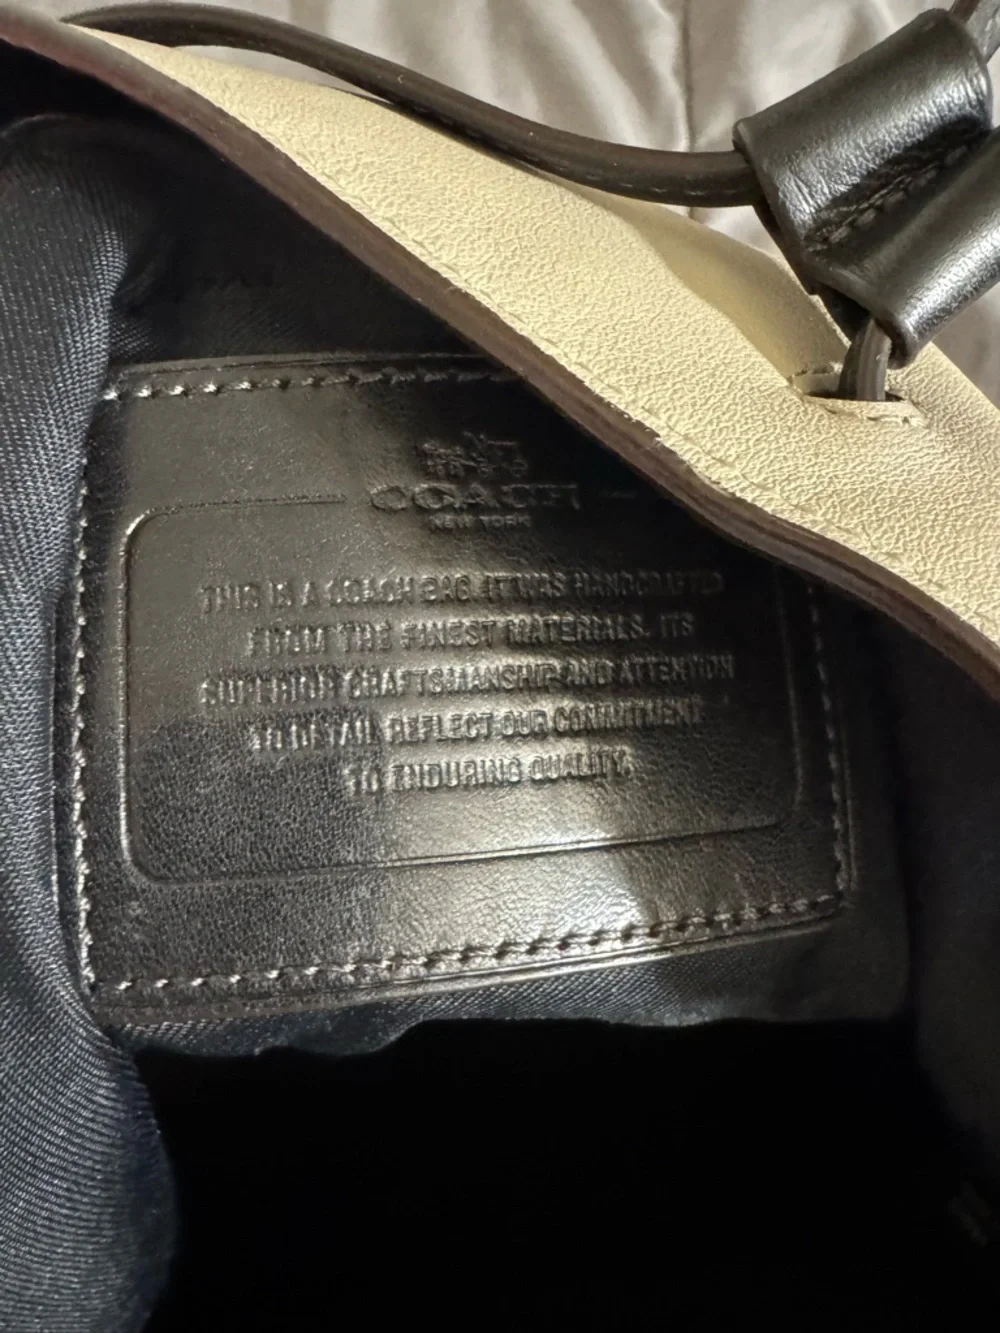 COACH
NEW YORK
THIS IS A COACH BAG. IT WAS HANDCRAFTED
FROM THE FINEST MATERIALS. ITS
SUPERIOR CRAFTSMANSHIP AND ATTENTION
TO DETAIL REFLECT OUR COMMITMENT
TO ENDURING QUALITY.